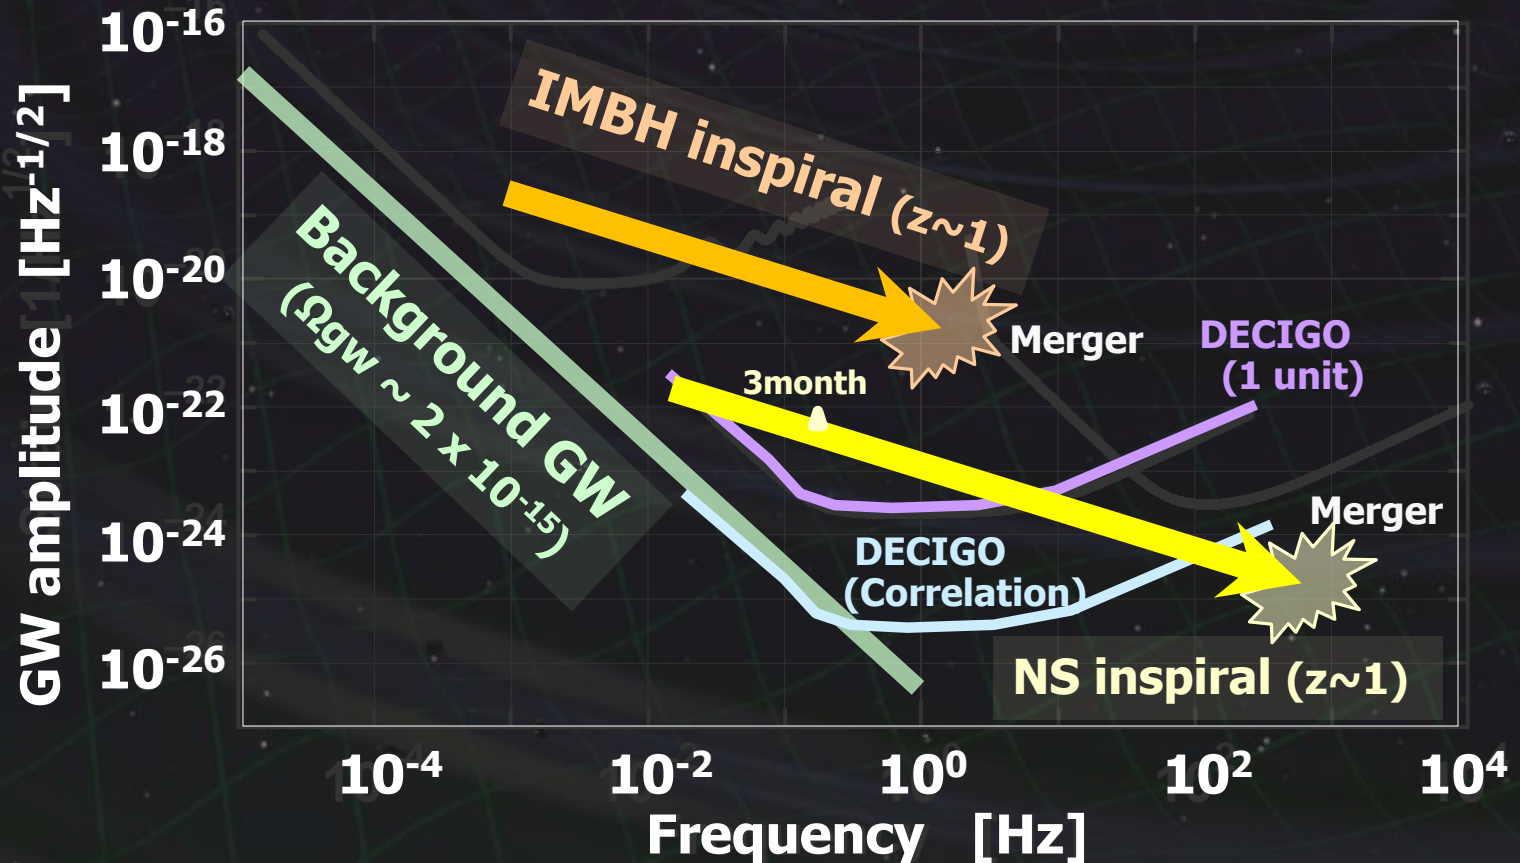 10-16
10-18
10-20
10-22
10-24
10-26
GW amplitude [Hz-1/2]
IMBH inspiral (z~1)
Background GW
(Ωgw ~ 2 x 10-15)
Merger
DECIGO
(1 unit)
3month
Merger
DECIGO
(Correlation)
NS inspiral (z~1)
10-4
10-2
100
102
104
Frequency [Hz]